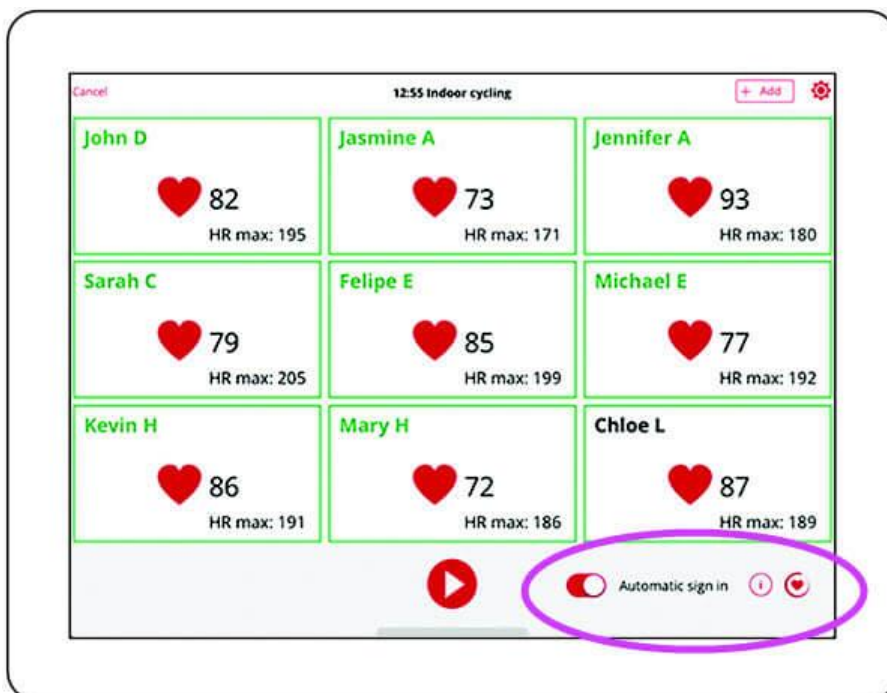 Cancel
12:55 Indoor cycling
+ Add
John D
82
HR max: 195
Jasmine A
73
HR max: 171
Jennifer A
93
HR max: 180
Sarah C
79
HR max: 205
Felipe E
85
HR max: 199
Michael E
77
HR max: 192
Kevin H
86
HR max: 191
Mary H
72
HR max: 186
Chloe L
87
HR max: 189
Automatic sign in
i